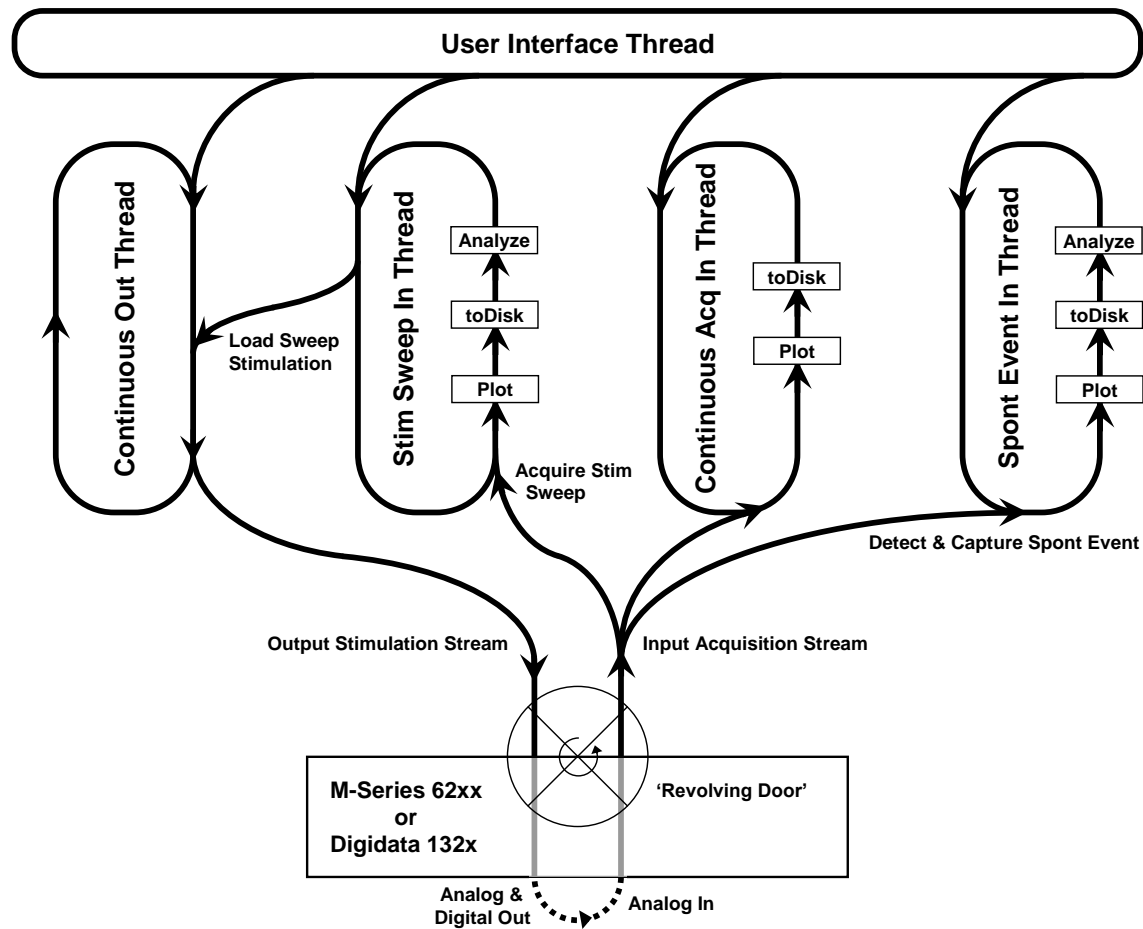 User Interface Thread
Continuous Out Thread
Load Sweep
Stimulation
Stim Sweep In Thread
Analyze
toDisk
Plot
Acquire Stim
Sweep
Continuous Acq In Thread
toDisk
Plot
Spont Event In Thread
Analyze
toDisk
Plot
Detect & Capture Spont Event
Output Stimulation Stream
Input Acquisition Stream
M-Series 62xx
or
Digidata 132x
‘Revolving Door’
Analog &
Digital Out
Analog In